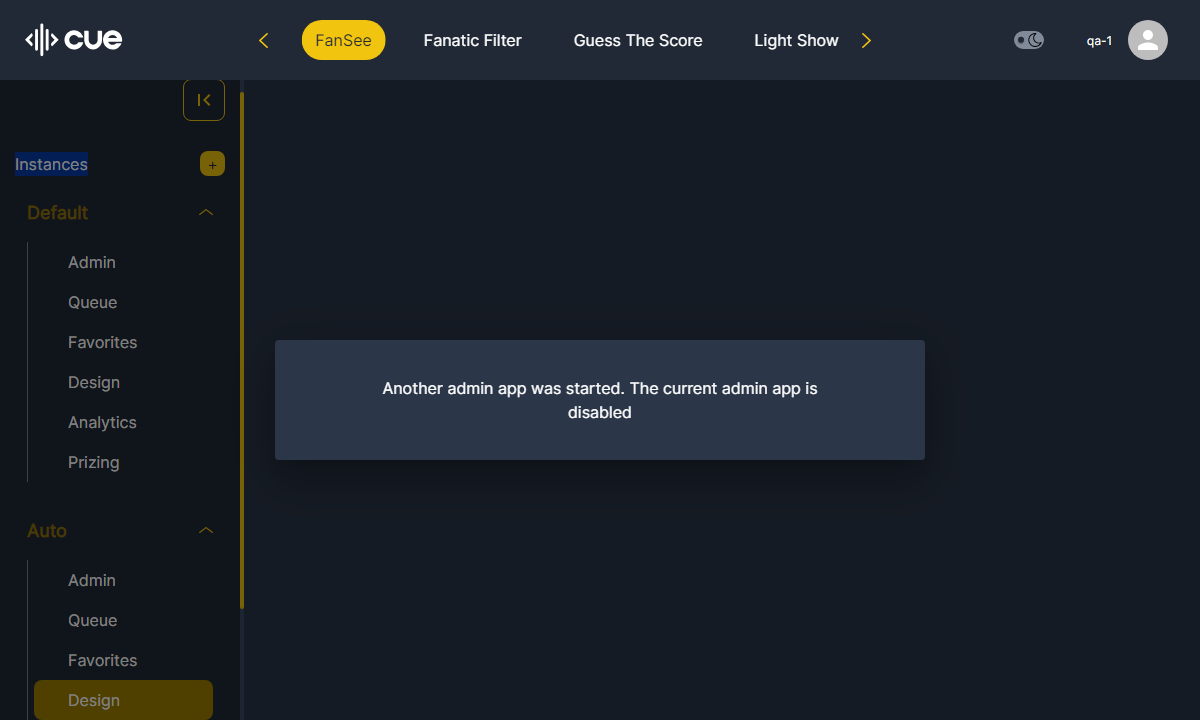 cue
FanSee
Fanatic Filter
Guess The Score
Light Show
qa-1
Instances
+
Default
Admin
Queue
Favorites
Design
Analytics
Prizing
Auto
Admin
Queue
Favorites
Design
Another admin app was started. The current admin app is
disabled